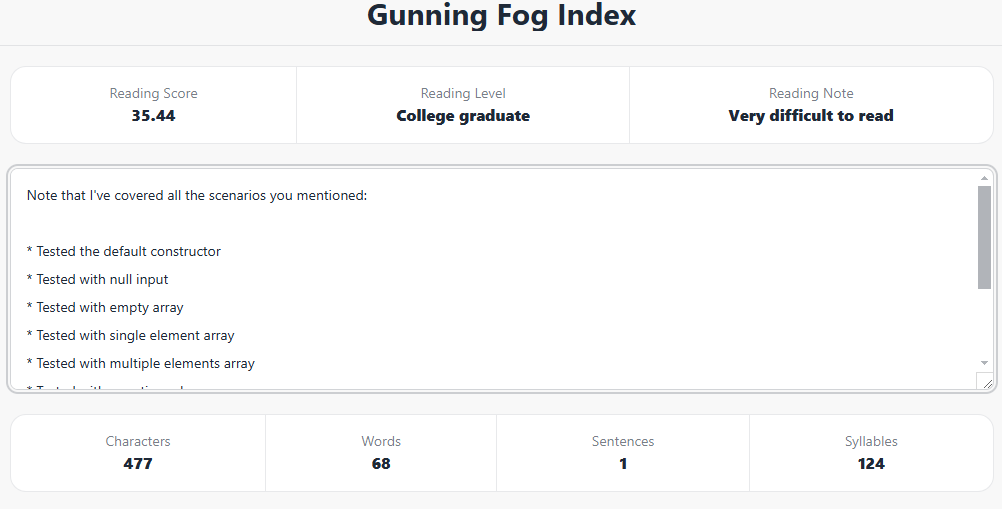 Gunning Fog Index
Reading Score
35.44
Reading Level
College graduate
Reading Note
Very difficult to read
Note that I've covered all the scenarios you mentioned:
* Tested the default constructor
* Tested with null input
* Tested with empty array
* Tested with single element array
* Tested with multiple elements array
Characters
477
Words
68
Sentences
1
Syllables
124